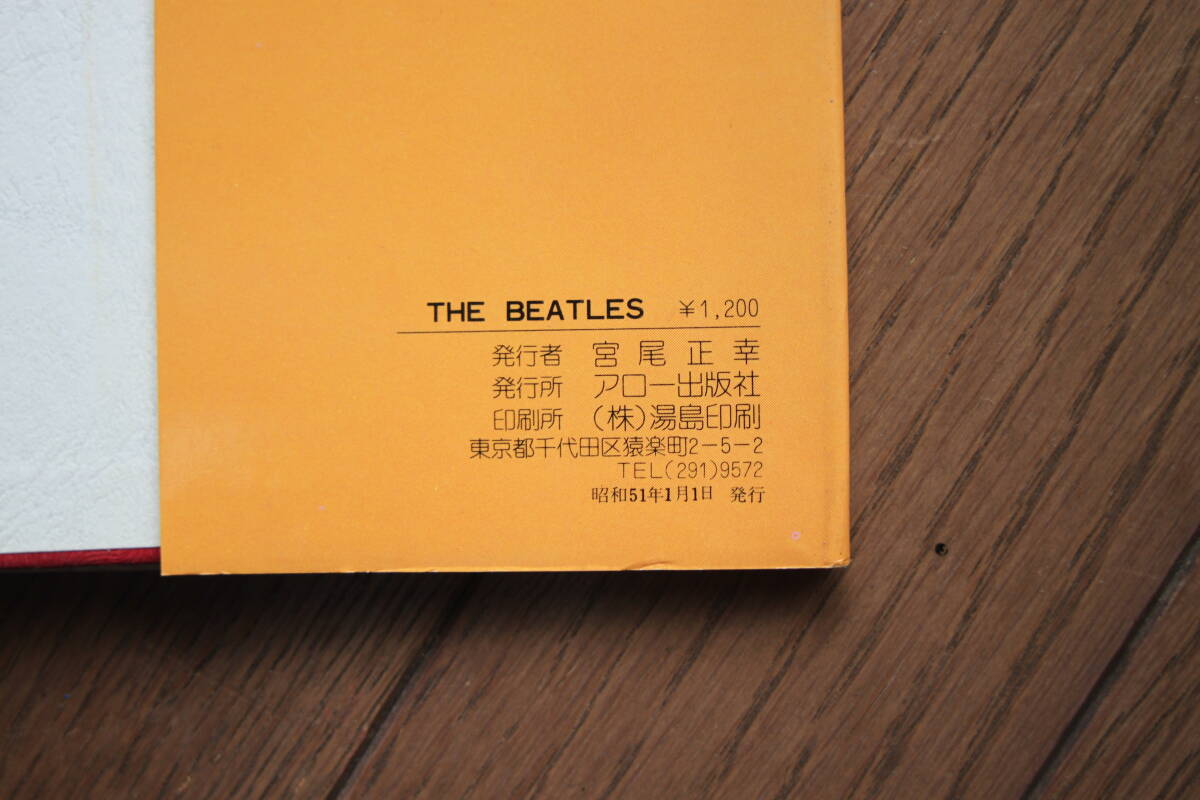 THE BEATLES ¥1,200
発行者 宮尾正幸
発行所 アロー出版社
印刷所 (株)湯島印刷
東京都千代田区猿楽町2-5-2
TEL(291)9572
昭和51年1月1日 発行